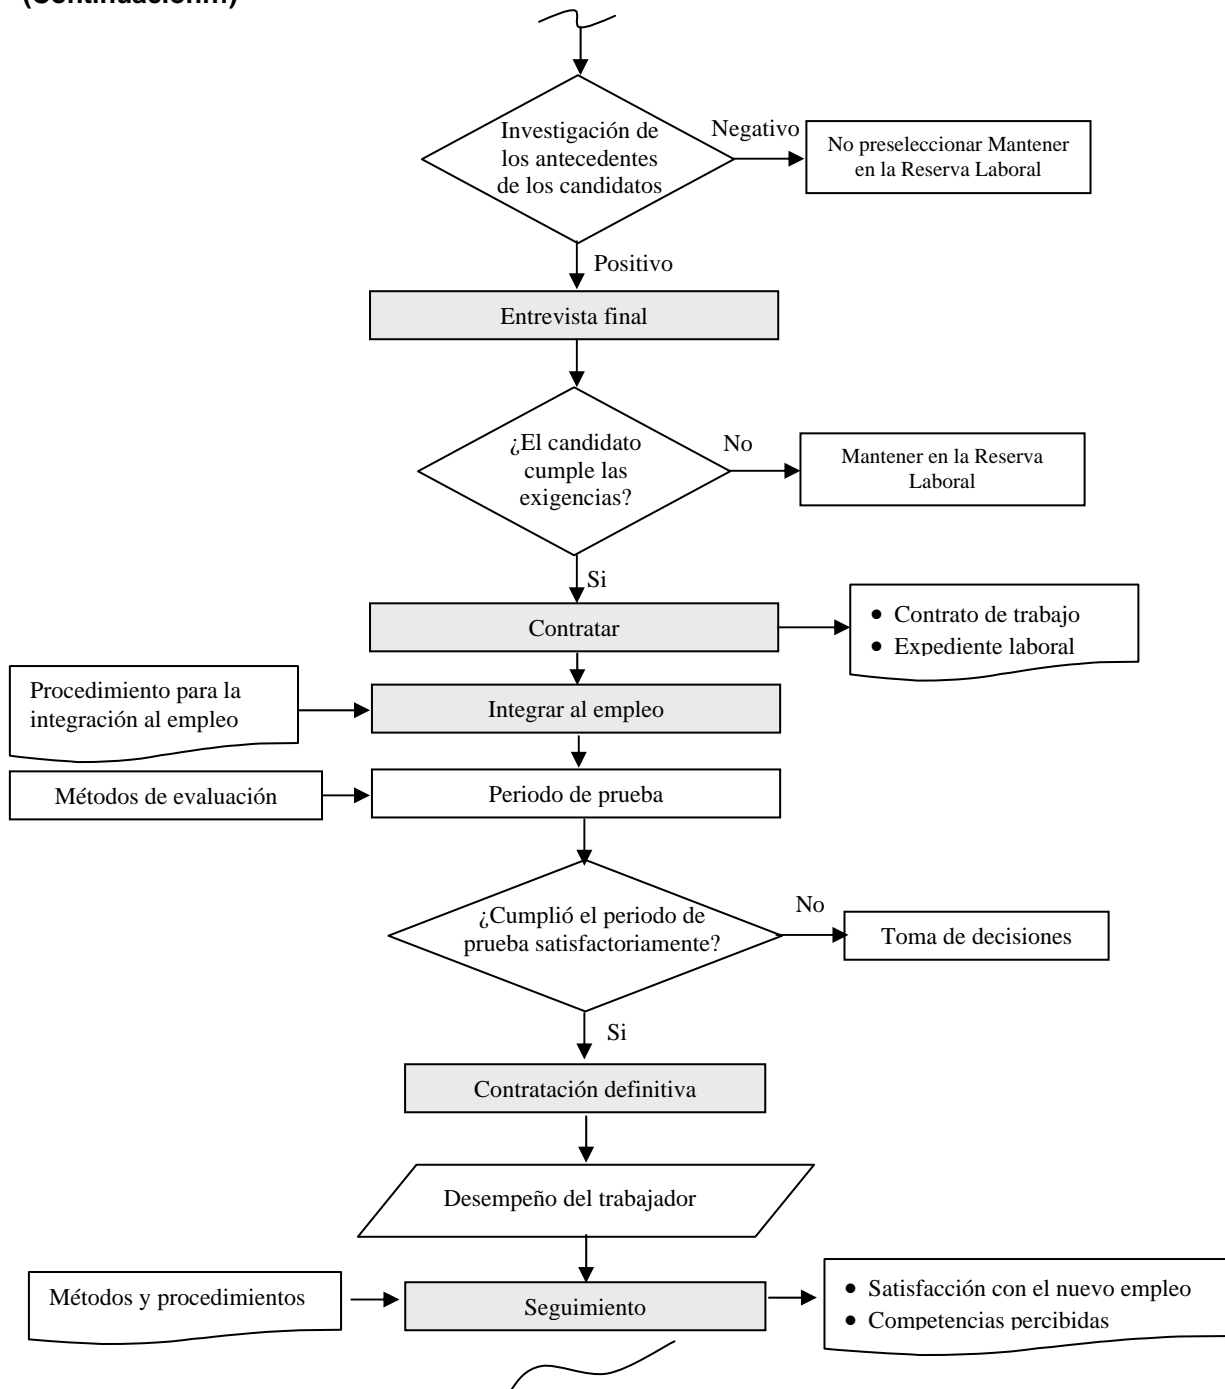 (Continuación…)
Investigación de
los antecedentes
de los candidatos
Negativo
No preseleccionar Mantener
en la Reserva Laboral
Positivo
Entrevista final
¿El candidato
cumple las
exigencias?
No
Mantener en la Reserva
Laboral
Si
Contratar
• Contrato de trabajo
• Expediente laboral
Procedimiento para la
integración al empleo
Integrar al empleo
Métodos de evaluación
Periodo de prueba
¿Cumplió el periodo de
prueba satisfactoriamente?
No
Toma de decisiones
Si
Contratación definitiva
Desempeño del trabajador
Métodos y procedimientos
Seguimiento
• Satisfacción con el nuevo empleo
• Competencias percibidas